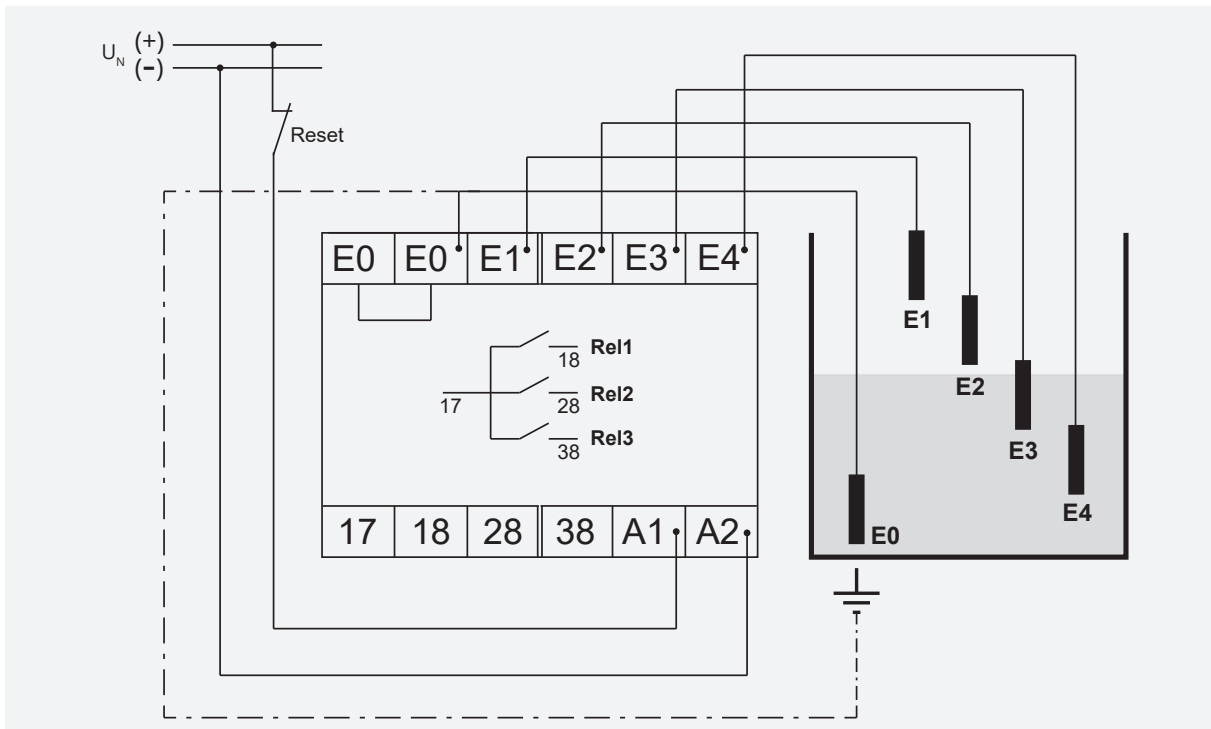 U_N (+)
(–)
Reset
E0 E0 E1 E2 E3 E4
18 Rel1
17 28 Rel2
38 Rel3
17 18 28 38 A1 A2
E1
E2
E3
E4
E0